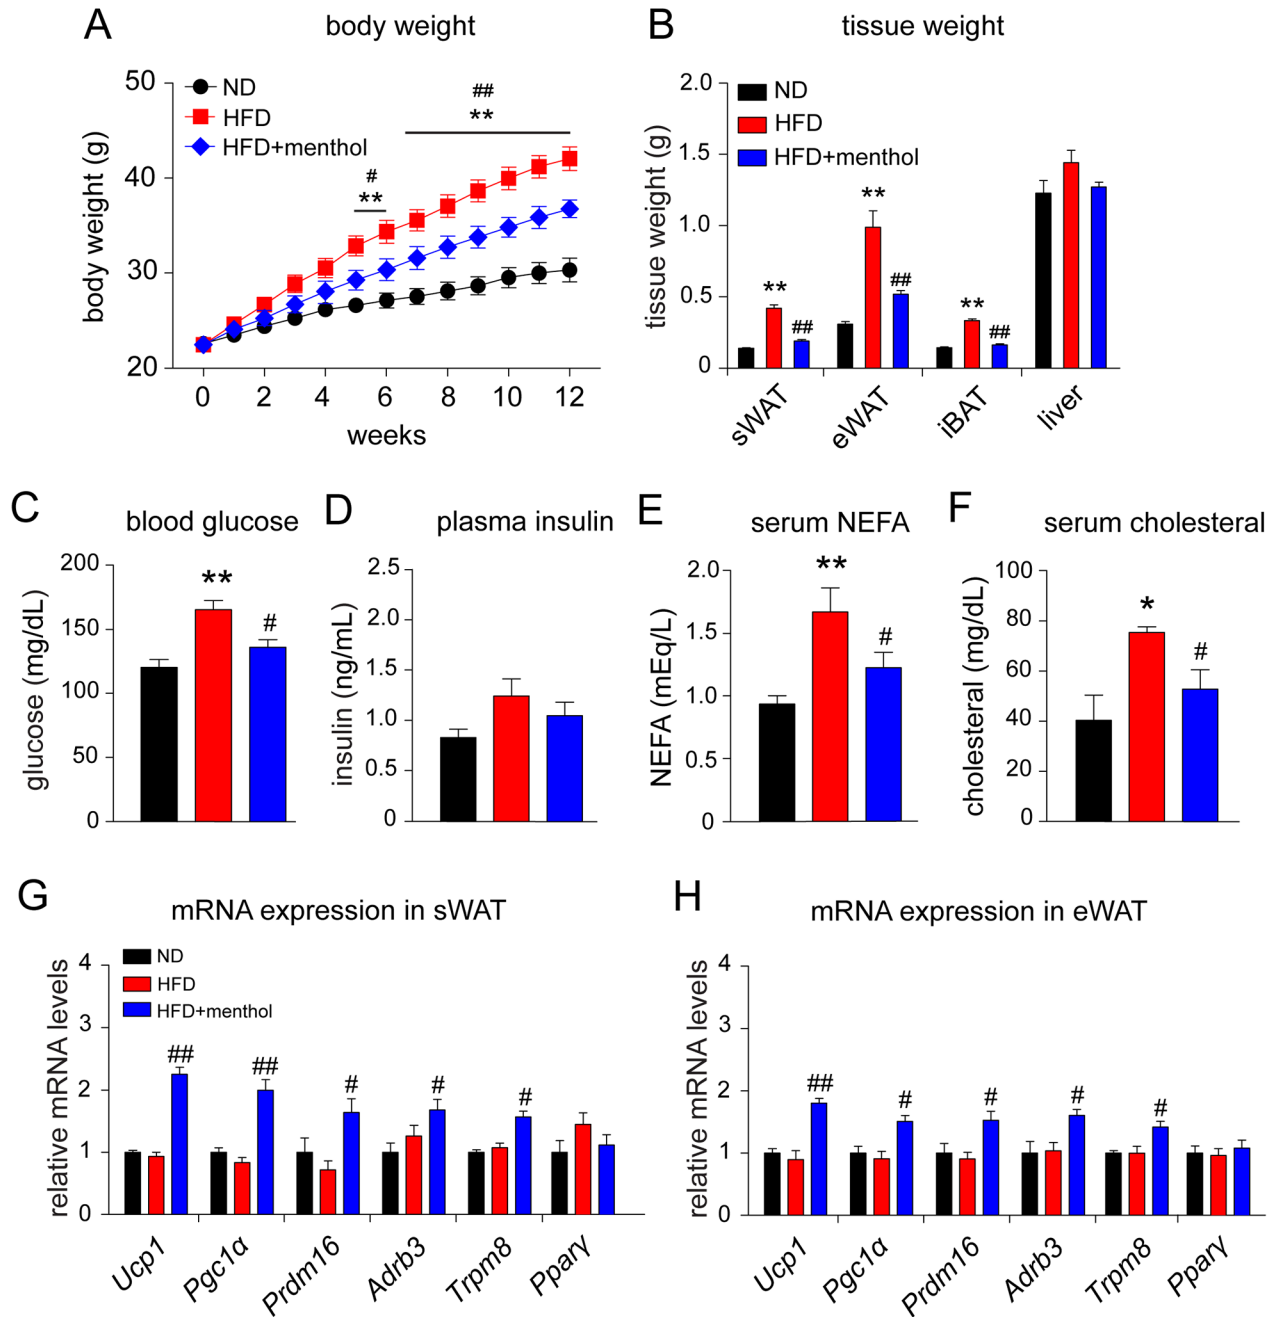 A
body weight
50
40
30
20
body weight (g)
ND
HFD
HFD+menthol
#
**
##
**
0 2 4 6 8 10 12
weeks
B
tissue weight
2.0
1.5
1.0
0.5
0
tissue weight (g)
ND
HFD
HFD+menthol
**
##
**
##
**
##
sWAT eWAT iBAT liver
C
blood glucose
200
150
100
50
0
glucose (mg/dL)
**
#
D
plasma insulin
2.5
2.0
1.5
1.0
0.5
0
insulin (ng/mL)
E
serum NEFA
2.0
1.0
0.5
0
NEFA (mEq/L)
**
#
F
serum cholesteral
100
80
60
40
20
0
cholesteral (mg/dL)
*
#
G
mRNA expression in sWAT
4
3
2
1
0
relative mRNA levels
ND
HFD
HFD+menthol
## ## # # #
Ucp1 Pgc1α Prdm16 Adrb3 Trpm8 Pparγ
H
mRNA expression in eWAT
4
3
2
1
0
relative mRNA levels
## # # # #
Ucp1 Pgc1α Prdm16 Adrb3 Trpm8 Pparγ